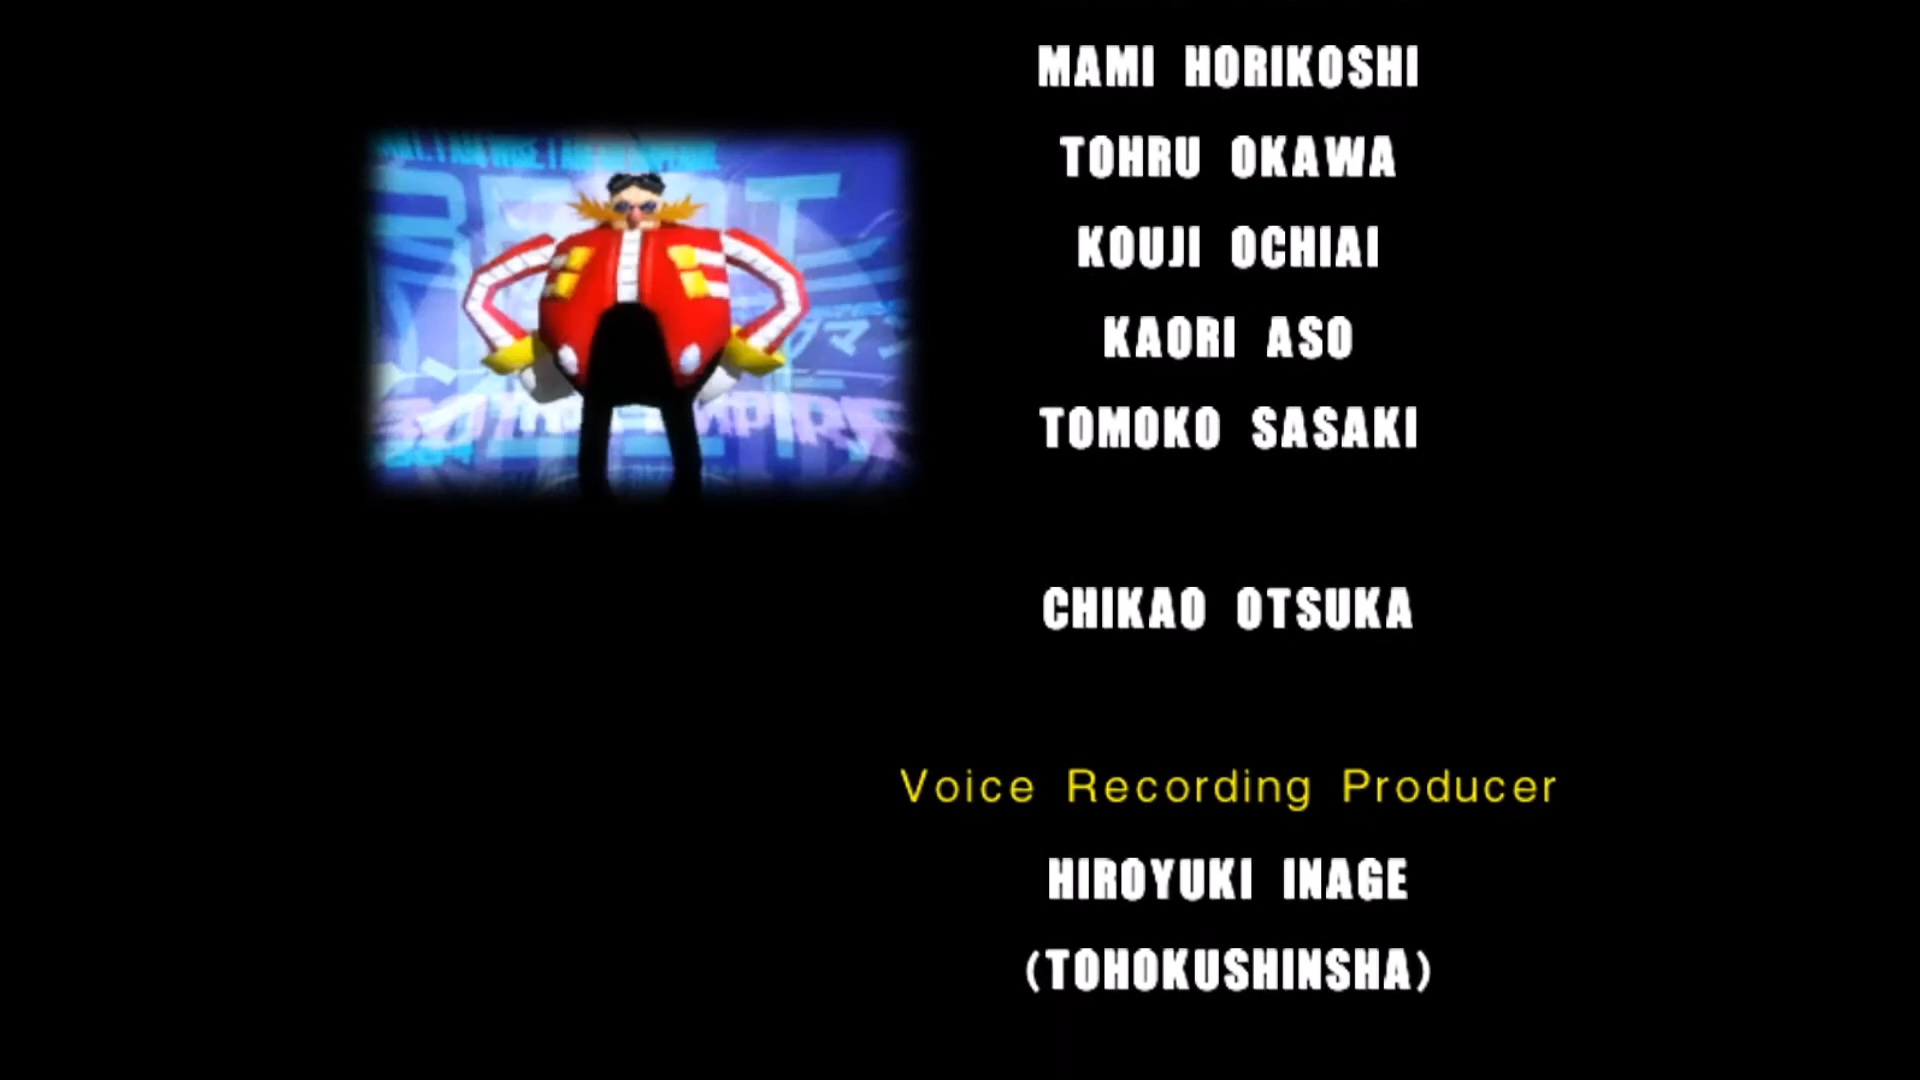 MAMI HORIKOSHI
TOHRU OKAWA
KOUJI OCHIAI
KAORI ASO
TOMOKO SASAKI
CHIKAO OTSUKA
Voice Recording Producer
HIROYUKI INAGE
(TOHOKUSHINSHA)